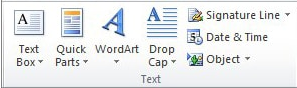 Text Box
Quick Parts
WordArt
Drop Cap
Signature Line
Date & Time
Object
Text